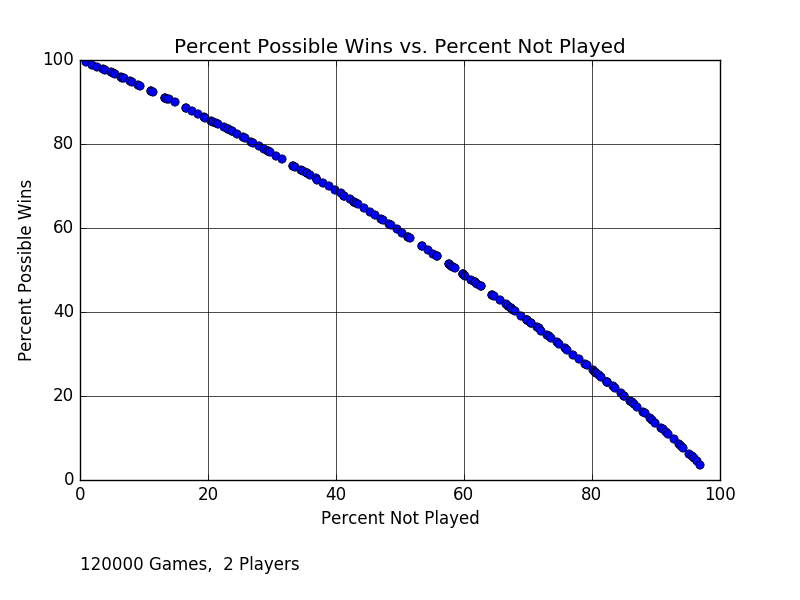 Percent Possible Wins vs. Percent Not Played
100
80
60
40
20
0
Percent Possible Wins
0 20 40 60 80 100
Percent Not Played
120000 Games,  2 Players